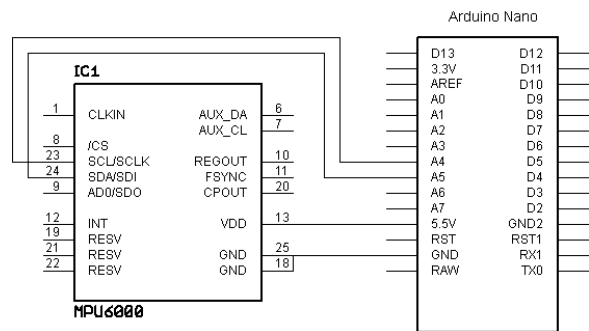 Arduino Nano
IC1
1 CLKIN AUX_DA 6
AUX_CL 7
8 /CS
23 SCL/SCLK REGOUT 10
24 SDA/SDI FSYNC 11
9 AD0/SDO CPOUT 20
12 INT VDD 13
19 RESV
21 RESV GND 25
22 RESV GND 18
MPU6000
D13 D12
3.3V D11
AREF D10
A0 D9
A1 D8
A2 D7
A3 D6
A4 D5
A5 D4
A6 D3
A7 D2
5.5V GND2
RST RST1
GND RX1
RAW TX0